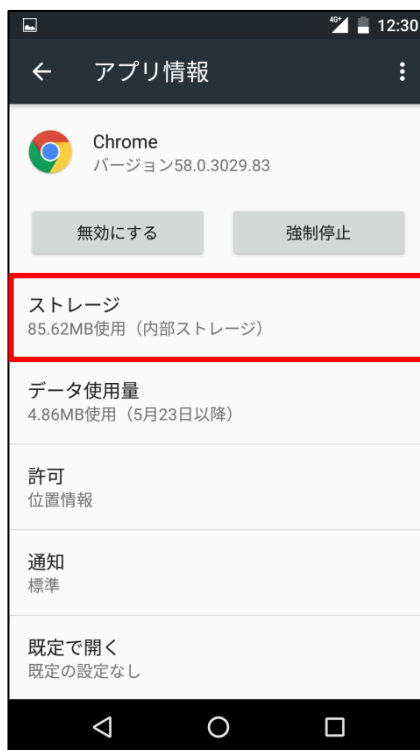 4G+ 12:30
アプリ情報
Chrome
バージョン58.0.3029.83
無効にする 強制停止
ストレージ
85.62MB使用（内部ストレージ）
データ使用量
4.86MB使用（5月23日以降）
許可
位置情報
通知
標準
既定で開く
既定の設定なし